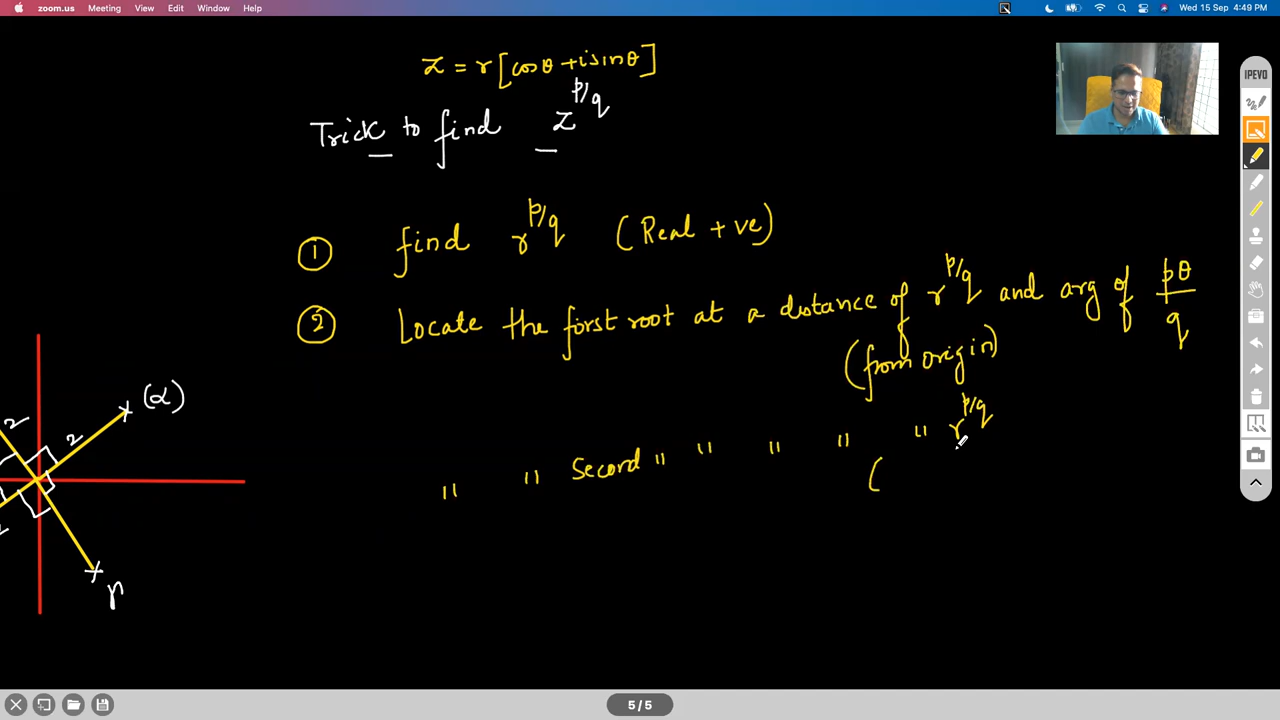 zoom.us Meeting View Edit Window Help Wed 15 Sep 4:49 PM
z = r[cosθ + isinθ]
Trick to find z^p/q
IPEVO
① find r^p/q (Real +ve)
② Locate the first root at a distance of r^p/q and arg of pθ/q
(from origin)
(α)
2
2
" " Second " " " " " r^p/q
(
5/5